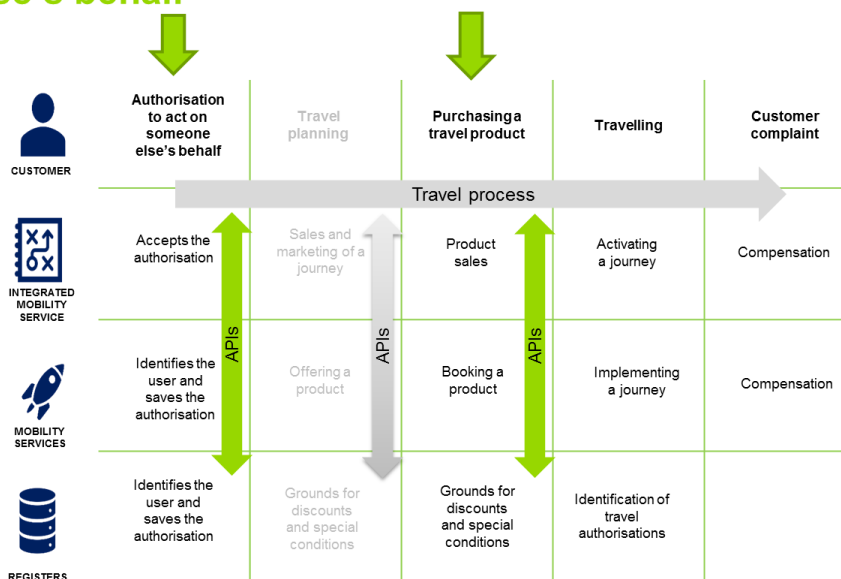 Authorisation
to act on
someone
else's behalf
Travel
planning
Purchasing a
travel product
Travelling
Customer
complaint
CUSTOMER
Travel process
INTEGRATED
MOBILITY
SERVICE
Accepts the
authorisation
Sales and
marketing of a
journey
Product
sales
Activating
a journey
Compensation
APIs
APIs
APIs
MOBILITY
SERVICES
Identifies the
user and
saves the
authorisation
Offering a
product
Booking a
product
Implementing
a journey
Compensation
REGISTERS
Identifies the
user and
saves the
authorisation
Grounds for
discounts
and special
conditions
Grounds for
discounts
and special
conditions
Identification of
travel
authorisations